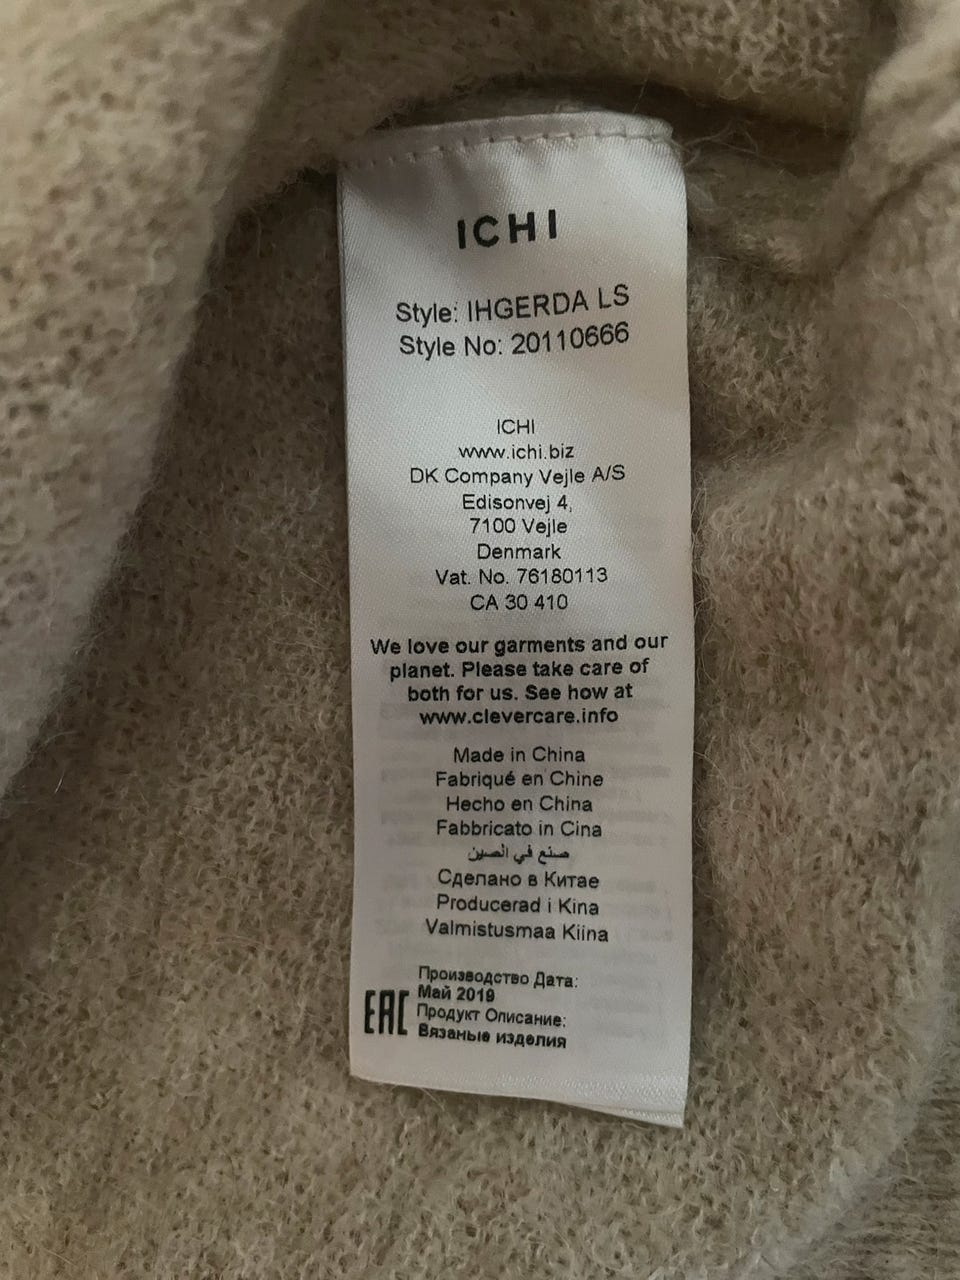 ICHI
Style: IHGERDA LS
Style No: 20110666
ICHI
www.ichi.biz
DK Company Vejle A/S
Edisonvej 4,
7100 Vejle
Denmark
Vat. No. 76180113
CA 30 410
We love our garments and our
planet. Please take care of
both for us. See how at
www.clevercare.info
Made in China
Fabriqué en Chine
Hecho en China
Fabbricato in Cina
صنع في الصين
Сделано в Китае
Producerad i Kina
Valmistusmaa Kiina
Производство Дата:
Май 2019
EAC
Продукт Описание:
Вязаные изделия